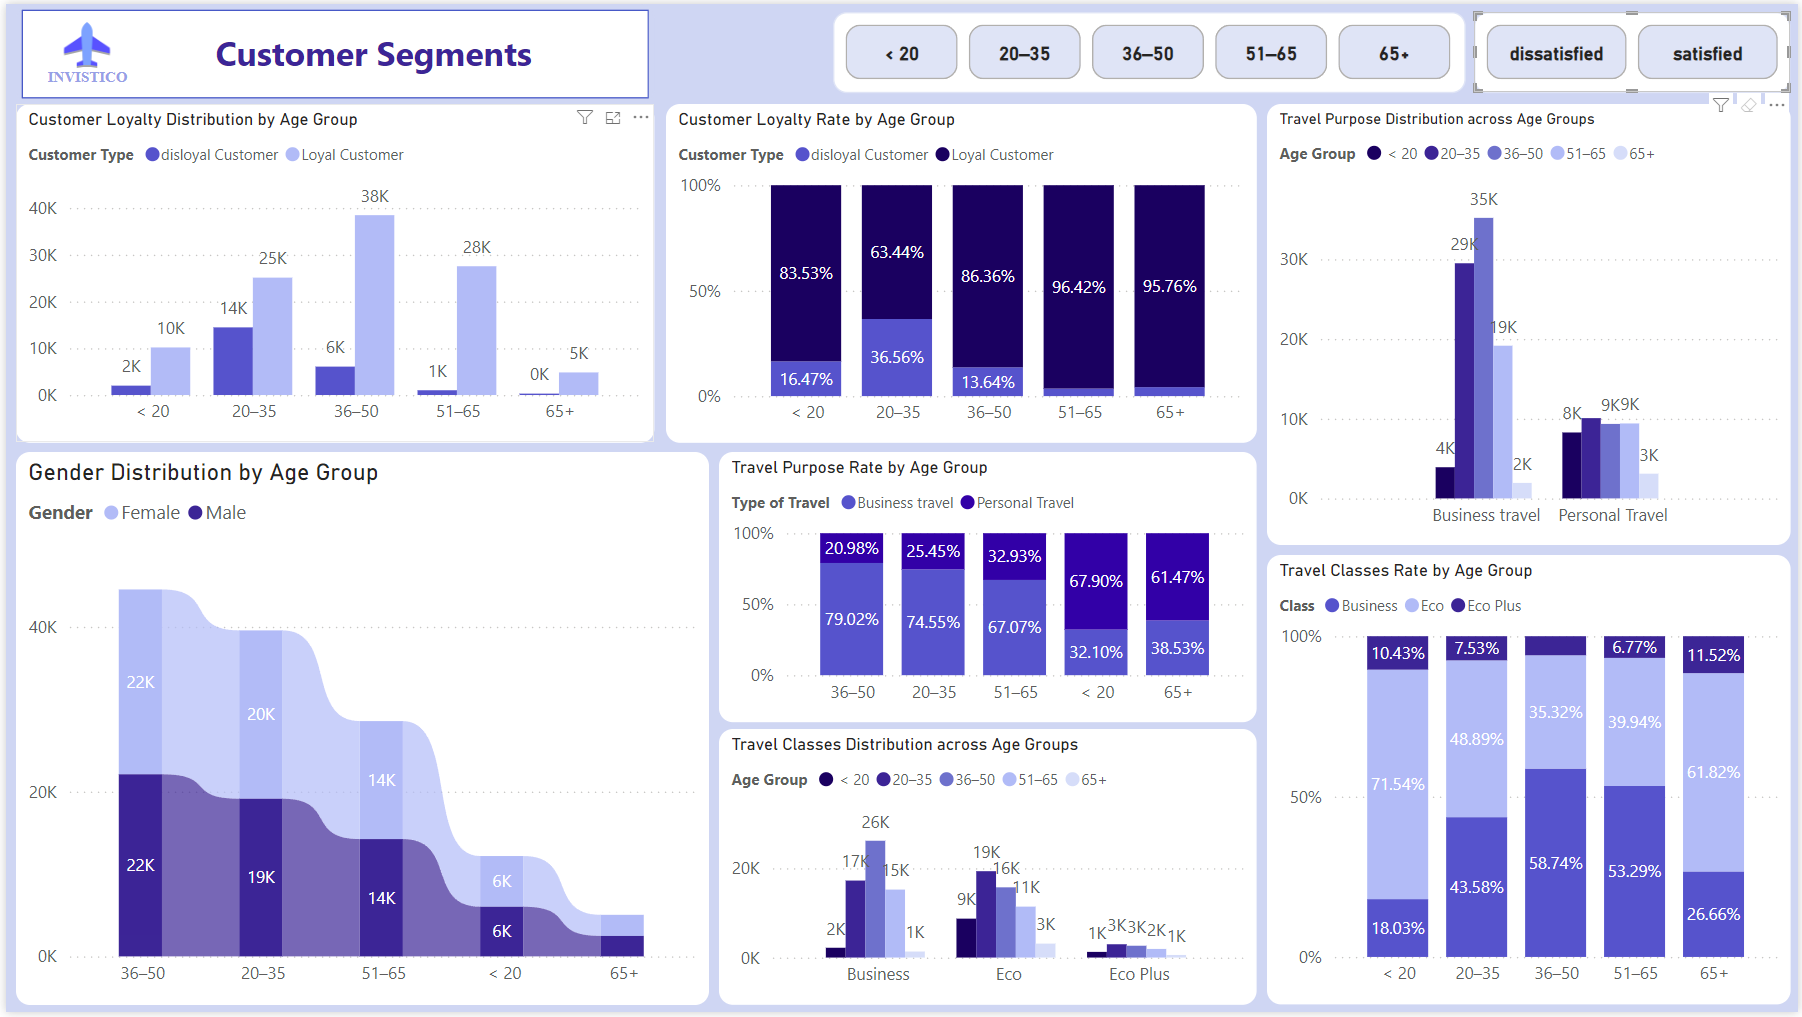 INVISTICO
Customer Segments
< 20
20–35
36–50
51–65
65+
dissatisfied
satisfied
Customer Loyalty Distribution by Age Group
Customer Type disloyal Customer Loyal Customer
40K
30K
20K
10K
0K
2K
10K
14K
25K
6K
38K
1K
28K
0K
5K
< 20
20–35
36–50
51–65
65+
Customer Loyalty Rate by Age Group
Customer Type disloyal Customer Loyal Customer
100%
50%
0%
83.53%
63.44%
86.36%
96.42%
95.76%
16.47%
36.56%
13.64%
< 20
20–35
36–50
51–65
65+
Travel Purpose Distribution across Age Groups
Age Group < 20 20–35 36–50 51–65 65+
30K
20K
10K
0K
4K
29K
35K
19K
2K
8K
9K
9K
3K
Business travel
Personal Travel
Gender Distribution by Age Group
Gender Female Male
40K
20K
0K
22K
20K
14K
6K
22K
19K
14K
6K
36–50
20–35
51–65
< 20
65+
Travel Purpose Rate by Age Group
Type of Travel Business travel Personal Travel
100%
50%
0%
20.98%
25.45%
32.93%
67.90%
61.47%
79.02%
74.55%
67.07%
32.10%
38.53%
36–50
20–35
51–65
< 20
65+
Travel Classes Distribution across Age Groups
Age Group < 20 20–35 36–50 51–65 65+
20K
0K
2K
17K
26K
15K
1K
9K
19K
16K
11K
3K
1K
3K
3K
2K
1K
Business
Eco
Eco Plus
Travel Classes Rate by Age Group
Class Business Eco Eco Plus
100%
50%
0%
10.43%
7.53%
6.77%
11.52%
71.54%
48.89%
35.32%
39.94%
61.82%
18.03%
43.58%
58.74%
53.29%
26.66%
< 20
20–35
36–50
51–65
65+